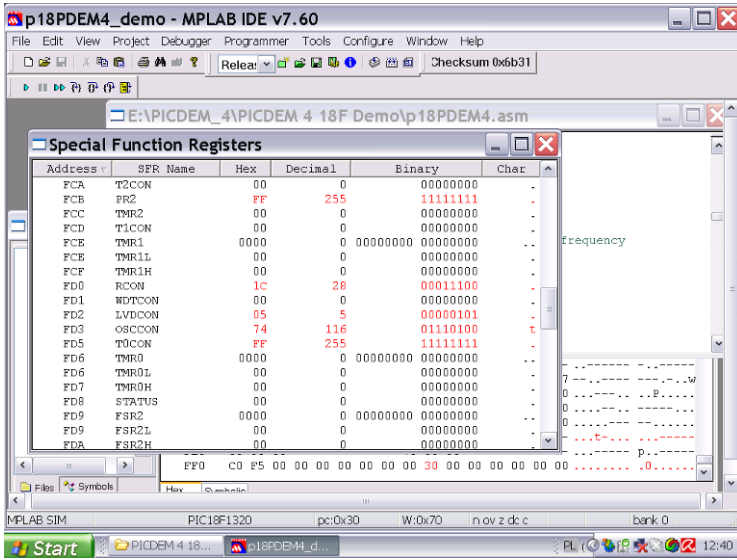 p18PDEM4_demo - MPLAB IDE v7.60
File Edit View Project Debugger Programmer Tools Configure Window Help
Releas Checksum 0x6b31
E:\PICDEM_4\PICDEM 4 18F Demo\p18PDEM4.asm
Special Function Registers
Address SFR Name Hex Decimal Binary Char
FCA T2CON 00 0 00000000 .
FCB PR2 FF 255 11111111 .
FCC TMR2 00 0 00000000 .
FCD T1CON 00 0 00000000 .
FCE TMR1 0000 0 00000000 00000000 ..
frequency
FCE TMR1L 00 0 00000000 .
FCF TMR1H 00 0 00000000 .
FD0 RCON 1C 28 00011100 .
FD1 WDTCON 00 0 00000000 .
FD2 LVDCON 05 5 00000101 .
FD3 OSCCON 74 116 01110100 t
FD5 T0CON FF 255 11111111 .
FD6 TMR0 0000 0 00000000 00000000 ..
FD6 TMR0L 00 0 00000000 .
FD7 TMR0H 00 0 00000000 .
FD8 STATUS 00 0 00000000 .
FD9 FSR2 0000 0 00000000 00000000 ..
FD9 FSR2L 00 0 00000000 .
FDA FSR2H 00 0 00000000 .
FF0 C0 F5 00 00 00 00 00 00 00 30 00 00 00 00 00 00 ........ .0......
Files Symbols
Hex Symbolic
MPLAB SIM PIC18F1320 pc:0x30 W:0x70 n ov z dc c bank 0
Start PICDEM 4 18... p18PDEM4_d... PL 12:40